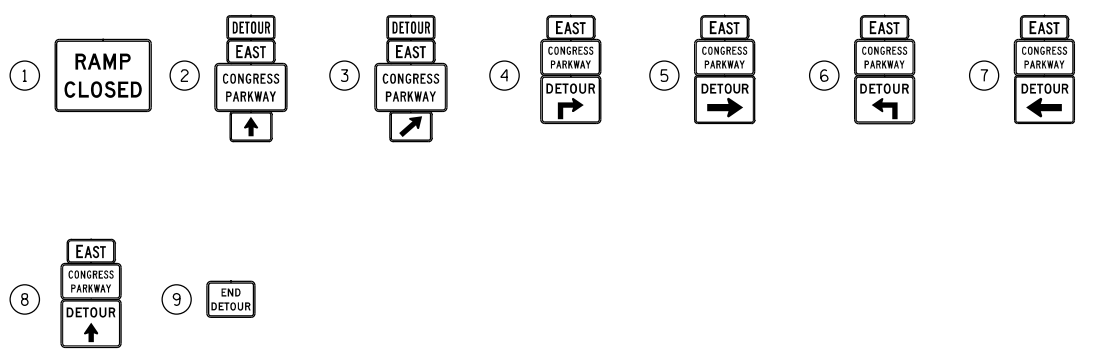 1
RAMP
CLOSED
2
DETOUR
EAST
CONGRESS
PARKWAY
3
DETOUR
EAST
CONGRESS
PARKWAY
4
EAST
CONGRESS
PARKWAY
DETOUR
5
EAST
CONGRESS
PARKWAY
DETOUR
6
EAST
CONGRESS
PARKWAY
DETOUR
7
EAST
CONGRESS
PARKWAY
DETOUR
8
EAST
CONGRESS
PARKWAY
DETOUR
9
END
DETOUR